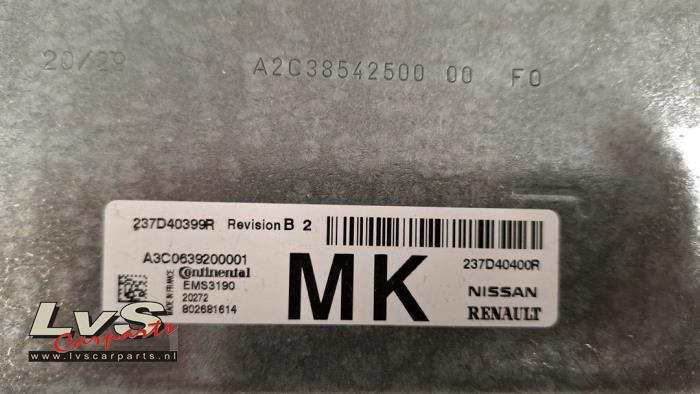 20/29
A2C38542500 00 F0
237D40399R Revision B 2
A3C0639200001
Continental
MADE IN FRANCE
EMS3190
20272
802681614
MK
237D40400R
NISSAN
RENAULT
LvS
Carparts
www.lvscarparts.nl